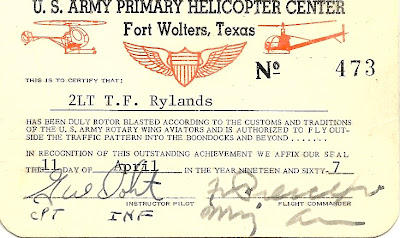 U. S. ARMY PRIMARY HELICOPTER CENTER
Fort Wolters, Texas
Nº 473
THIS IS TO CERTIFY THAT:
2LT T.F. Rylands
HAS BEEN DULY ROTOR BLASTED ACCORDING TO THE CUSTOMS AND TRADITIONS
OF THE U. S. ARMY ROTARY WING AVIATORS AND IS AUTHORIZED TO FLY OUT-
SIDE THE TRAFFIC PATTERN INTO THE BOONDOCKS AND BEYOND .......
IN RECOGNITION OF THIS OUTSTANDING ACHIEVEMENT WE AFFIX OUR SEAL
THIS 11 DAY OF April IN THE YEAR NINETEEN AND SIXTY-7
INSTRUCTOR PILOT FLIGHT COMMANDER
CPT INF Maj